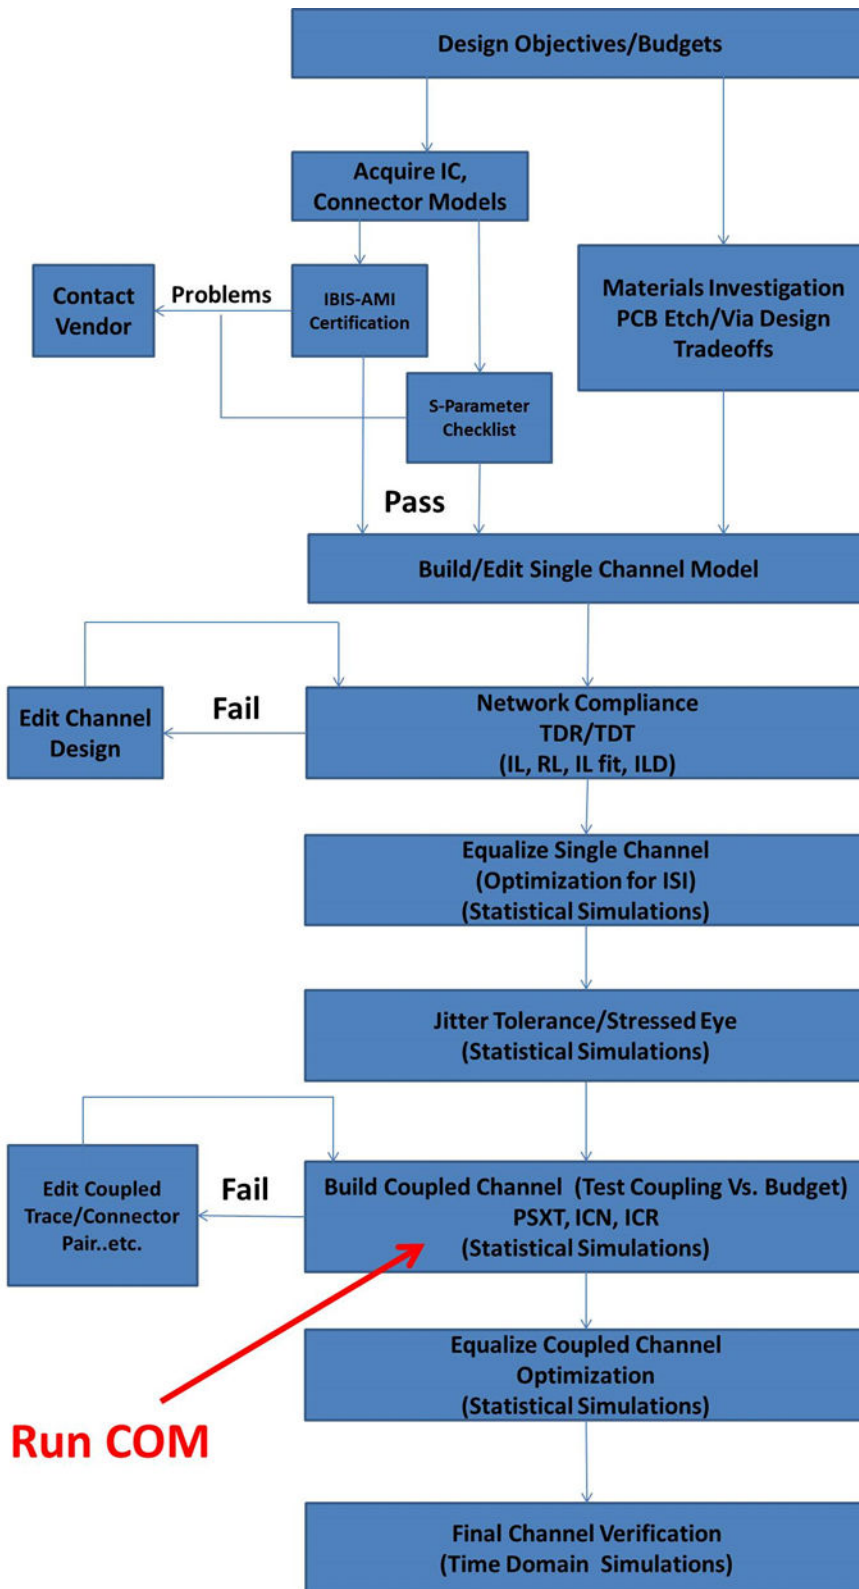 Design Objectives/Budgets
Acquire IC,
Connector Models
Contact
Vendor
Problems
IBIS-AMI
Certification
Materials Investigation
PCB Etch/Via Design
Tradeoffs
S-Parameter
Checklist
Pass
Build/Edit Single Channel Model
Edit Channel
Design
Fail
Network Compliance
TDR/TDT
(IL, RL, IL fit, ILD)
Equalize Single Channel
(Optimization for ISI)
(Statistical Simulations)
Jitter Tolerance/Stressed Eye
(Statistical Simulations)
Edit Coupled
Trace/Connector
Pair..etc.
Fail
Build Coupled Channel (Test Coupling Vs. Budget)
PSXT, ICN, ICR
(Statistical Simulations)
Run COM
Equalize Coupled Channel
Optimization
(Statistical Simulations)
Final Channel Verification
(Time Domain Simulations)